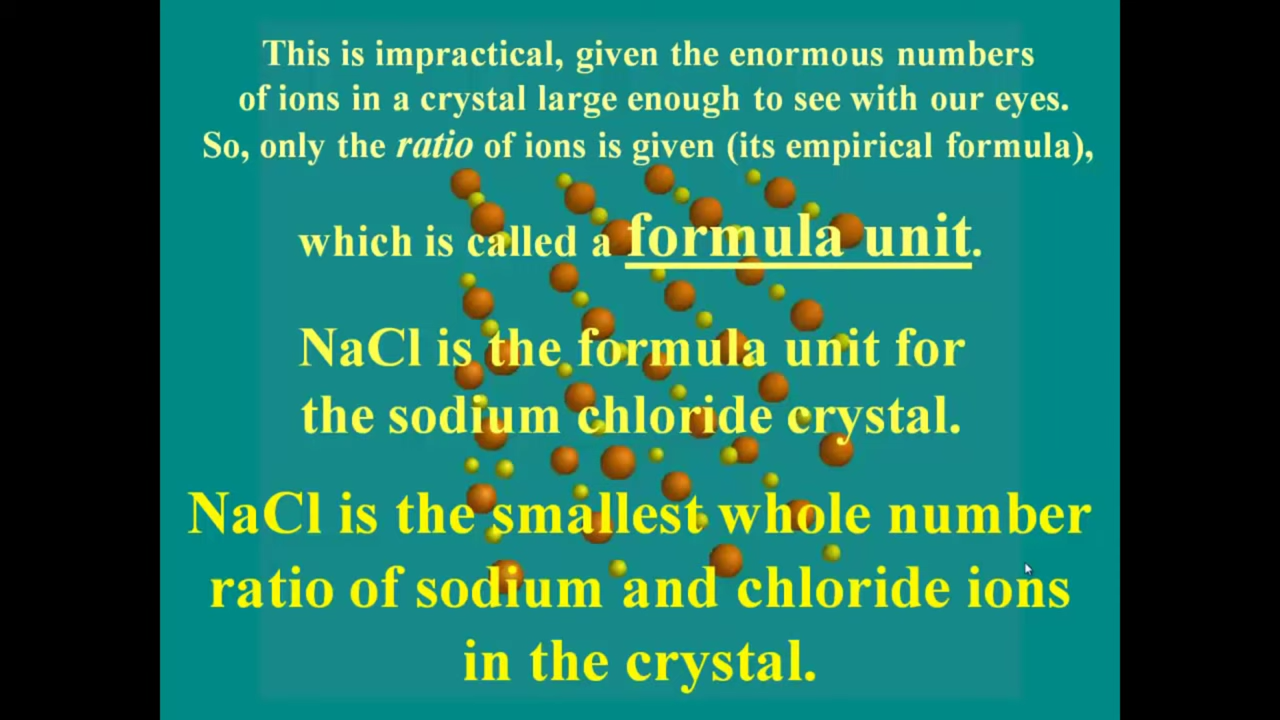 This is impractical, given the enormous numbers
of ions in a crystal large enough to see with our eyes.
So, only the ratio of ions is given (its empirical formula),
which is called a formula unit.
NaCl is the formula unit for
the sodium chloride crystal.
NaCl is the smallest whole number
ratio of sodium and chloride ions
in the crystal.